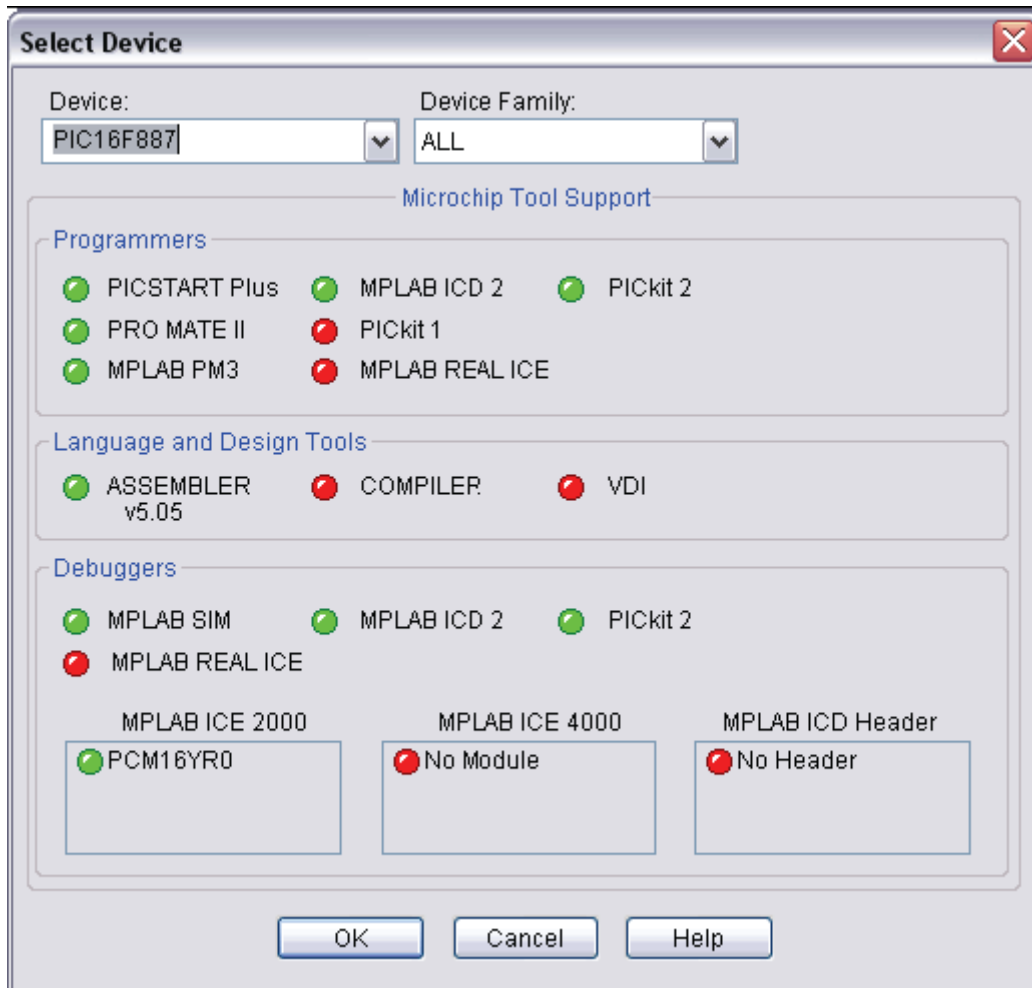 Select Device
Device: Device Family:
PIC16F887 ALL
Microchip Tool Support
Programmers
PICSTART Plus MPLAB ICD 2 PICkit 2
PRO MATE II PICkit 1
MPLAB PM3 MPLAB REAL ICE
Language and Design Tools
ASSEMBLER COMPILER VDI
v5.05
Debuggers
MPLAB SIM MPLAB ICD 2 PICkit 2
MPLAB REAL ICE
MPLAB ICE 2000 MPLAB ICE 4000 MPLAB ICD Header
PCM16YR0 No Module No Header
OK Cancel Help